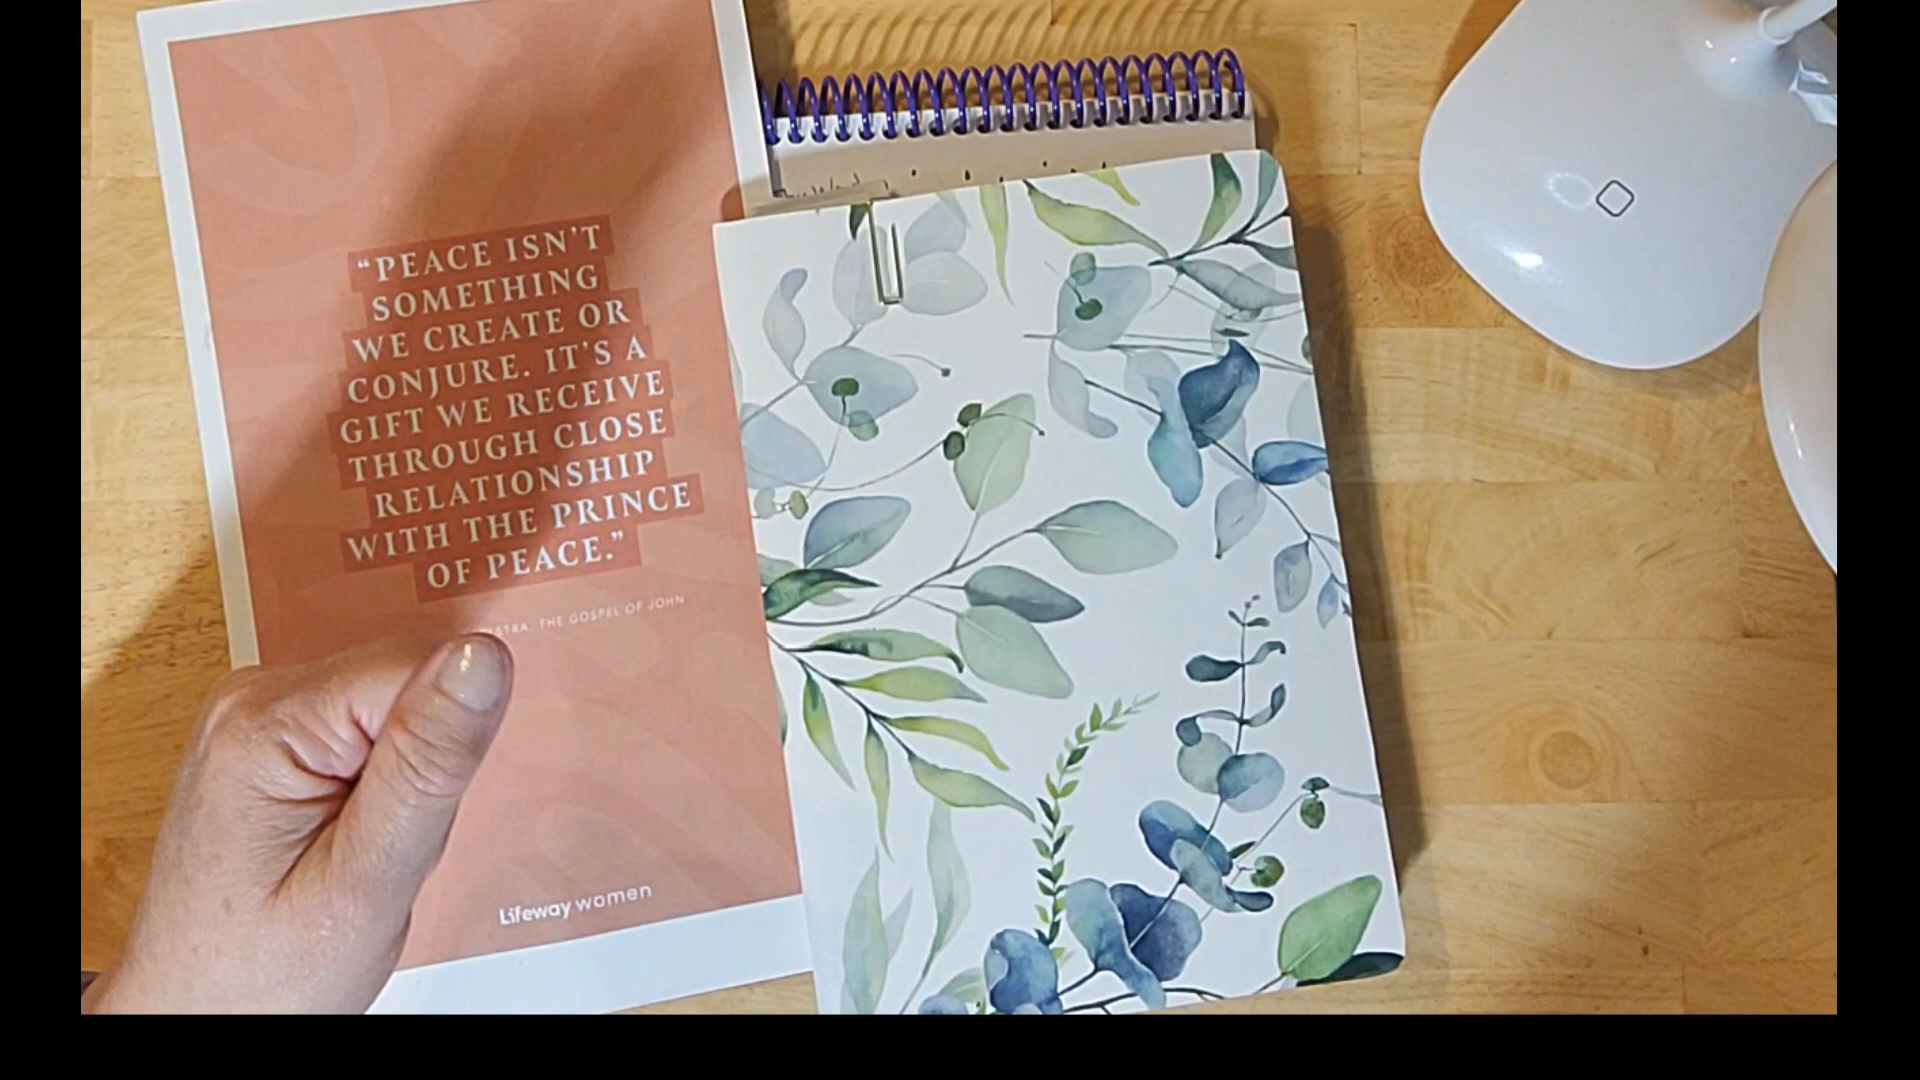 “PEACE ISN’T
SOMETHING
WE CREATE OR
CONJURE. IT’S A
GIFT WE RECEIVE
THROUGH CLOSE
RELATIONSHIP
WITH THE PRINCE
OF PEACE.”
THE GOSPEL OF JOHN
Lifeway women